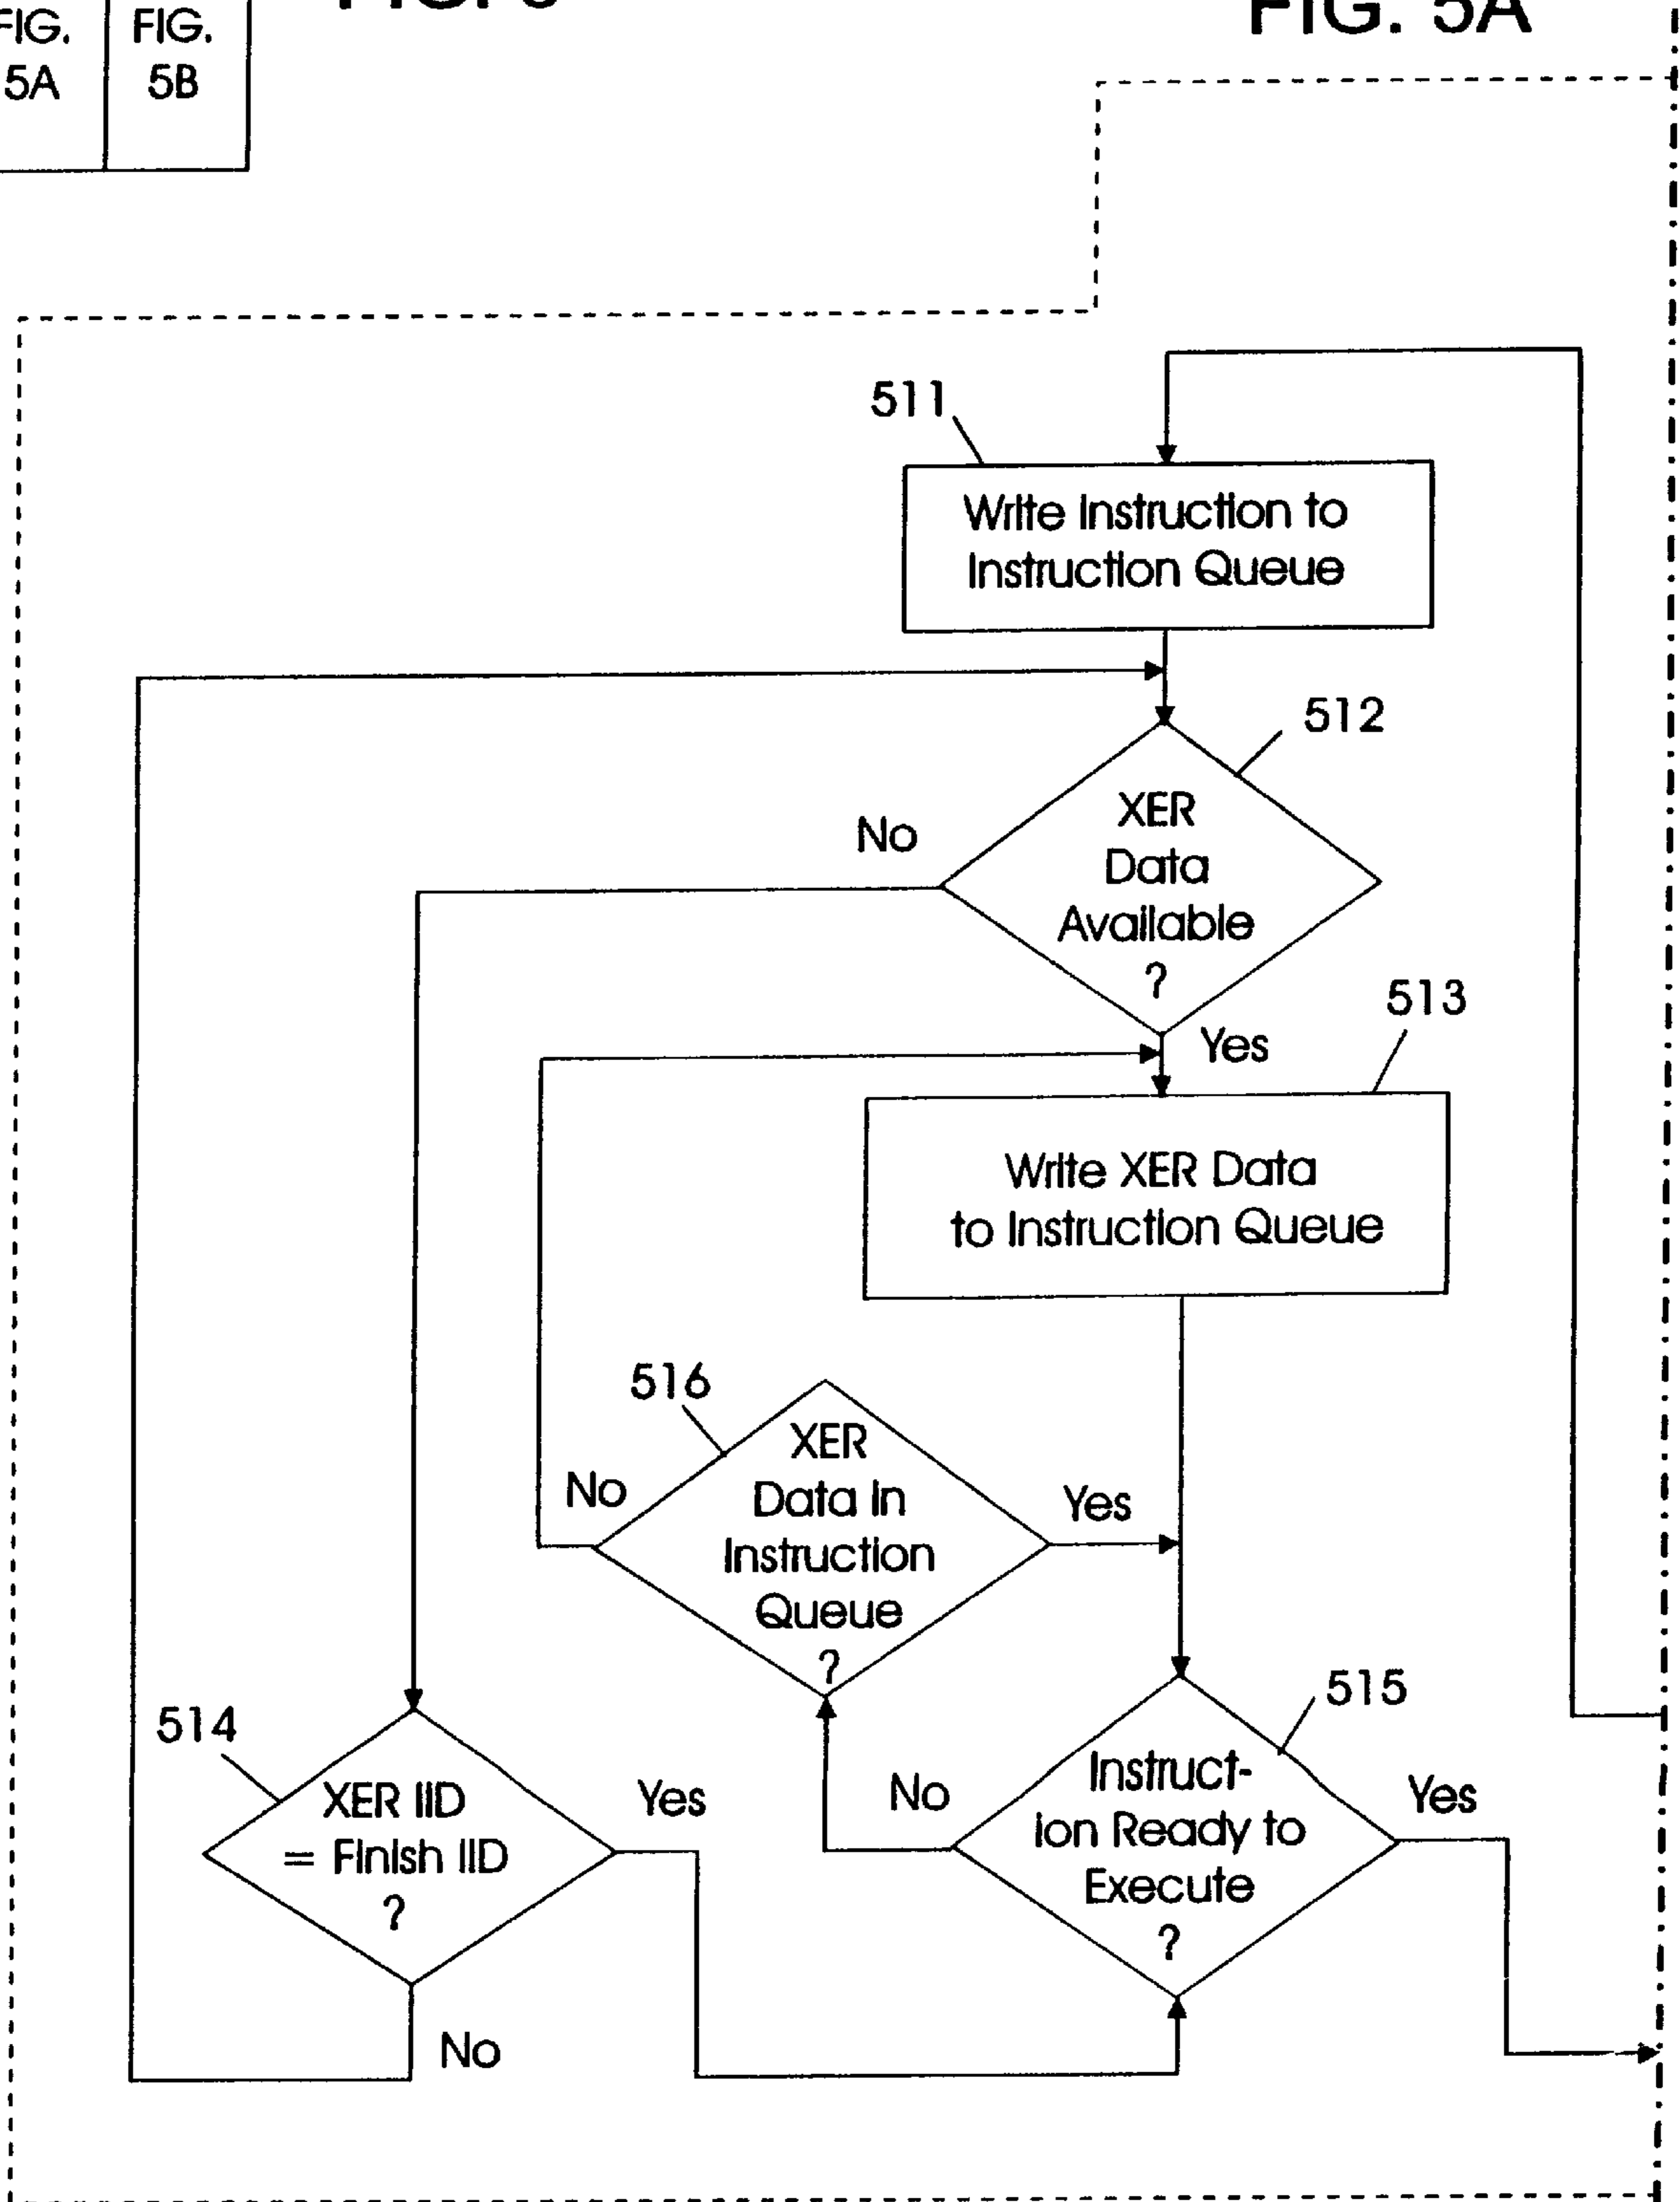 FIG. 5A
FIG.
5A
FIG.
5B
511
Write Instruction to
Instruction Queue
512
XER
Data
Available
?
No
Yes
513
Write XER Data
to Instruction Queue
516
XER
Data in
Instruction
Queue
?
No
Yes
514
XER IID
= Finish IID
?
Yes
No
515
Instruct-
ion Ready to
Execute
?
No
Yes